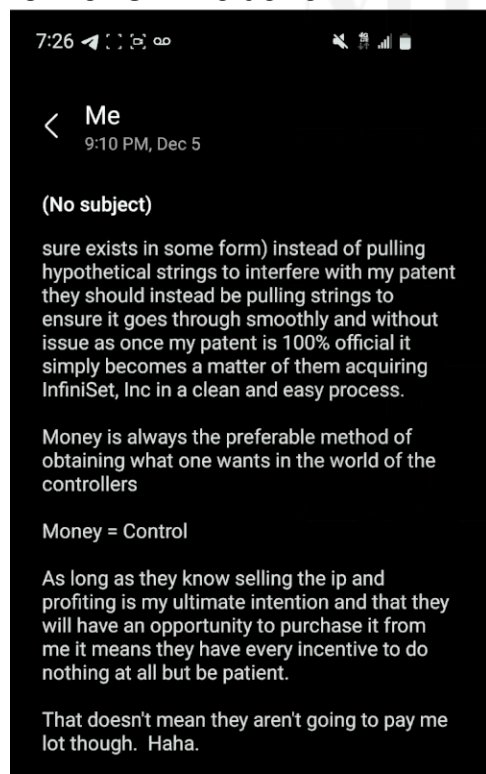 7:26
Me
9:10 PM, Dec 5
(No subject)
sure exists in some form) instead of pulling
hypothetical strings to interfere with my patent
they should instead be pulling strings to
ensure it goes through smoothly and without
issue as once my patent is 100% official it
simply becomes a matter of them acquiring
InfiniSet, Inc in a clean and easy process.
Money is always the preferable method of
obtaining what one wants in the world of the
controllers
Money = Control
As long as they know selling the ip and
profiting is my ultimate intention and that they
will have an opportunity to purchase it from
me it means they have every incentive to do
nothing at all but be patient.
That doesn't mean they aren't going to pay me
lot though.  Haha.